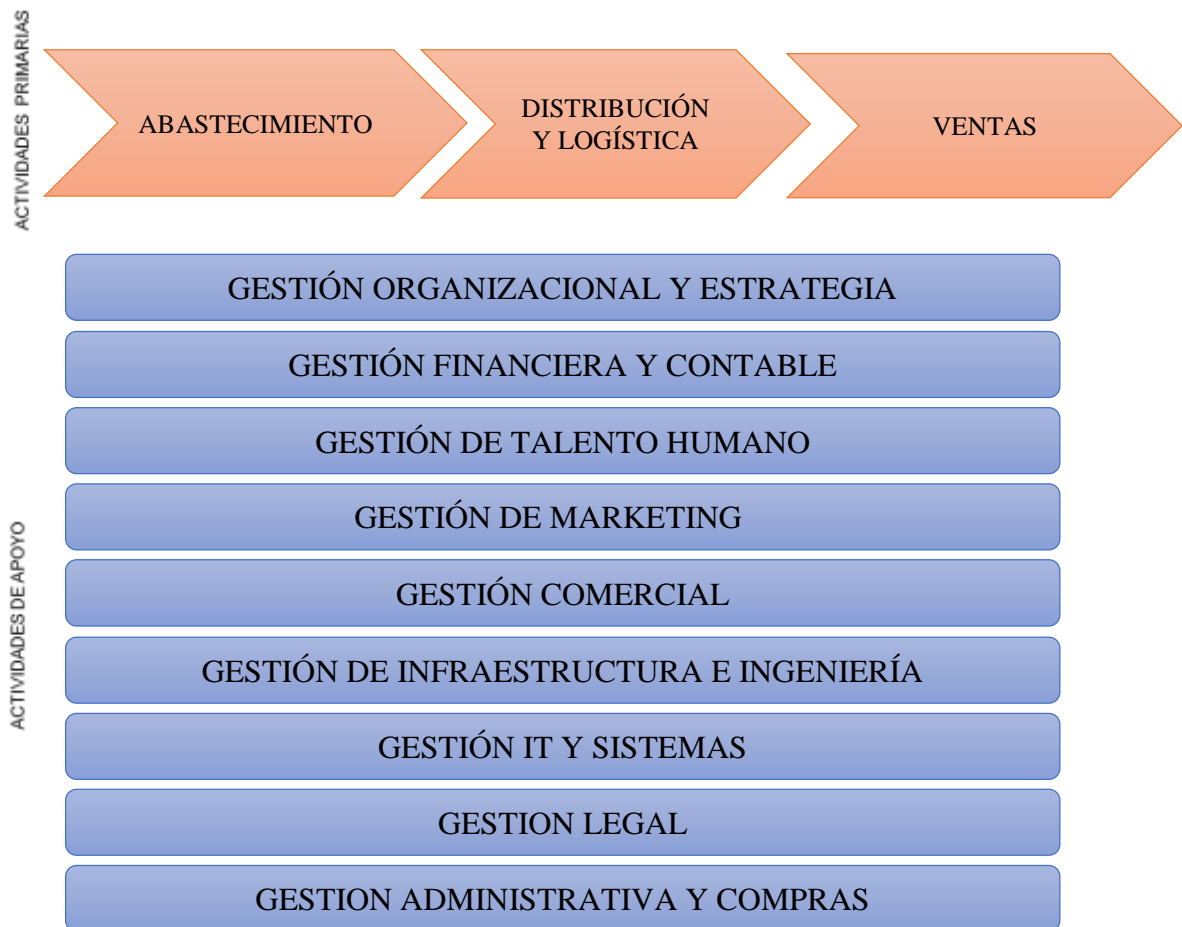 ACTIVIDADES PRIMARIAS
ABASTECIMIENTO
DISTRIBUCIÓN
Y LOGÍSTICA
VENTAS
ACTIVIDADES DE APOYO
GESTIÓN ORGANIZACIONAL Y ESTRATEGIA
GESTIÓN FINANCIERA Y CONTABLE
GESTIÓN DE TALENTO HUMANO
GESTIÓN DE MARKETING
GESTIÓN COMERCIAL
GESTIÓN DE INFRAESTRUCTURA E INGENIERÍA
GESTIÓN IT Y SISTEMAS
GESTION LEGAL
GESTION ADMINISTRATIVA Y COMPRAS